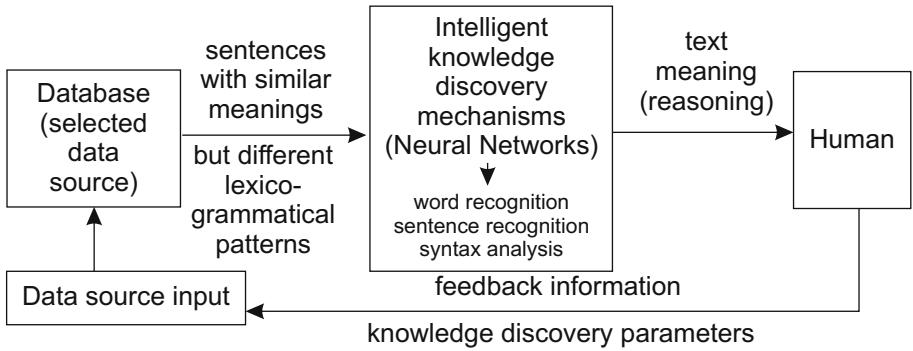 Database
(selected
data
source)
sentences
with similar
meanings
but different
lexico-
grammatical
patterns
Intelligent
knowledge
discovery
mechanisms
(Neural Networks)
word recognition
sentence recognition
syntax analysis
text
meaning
(reasoning)
Human
Data source input
feedback information
knowledge discovery parameters